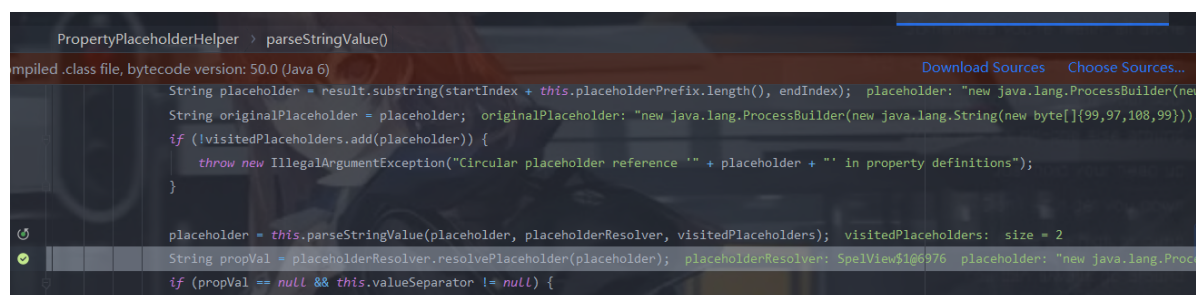 PropertyPlaceholderHelper › parseStringValue()
ompiled .class file, bytecode version: 50.0 (Java 6) Download Sources Choose Sources...
String placeholder = result.substring(startIndex + this.placeholderPrefix.length(), endIndex); placeholder: "new java.lang.ProcessBuilder(new
String originalPlaceholder = placeholder; originalPlaceholder: "new java.lang.ProcessBuilder(new java.lang.String(new byte[]{99,97,108,99}))
if (!visitedPlaceholders.add(placeholder)) {
throw new IllegalArgumentException("Circular placeholder reference '" + placeholder + "' in property definitions");
}
placeholder = this.parseStringValue(placeholder, placeholderResolver, visitedPlaceholders); visitedPlaceholders: size = 2
String propVal = placeholderResolver.resolvePlaceholder(placeholder); placeholderResolver: SpelView$1@6976 placeholder: "new java.lang.Proce
if (propVal == null && this.valueSeparator != null) {